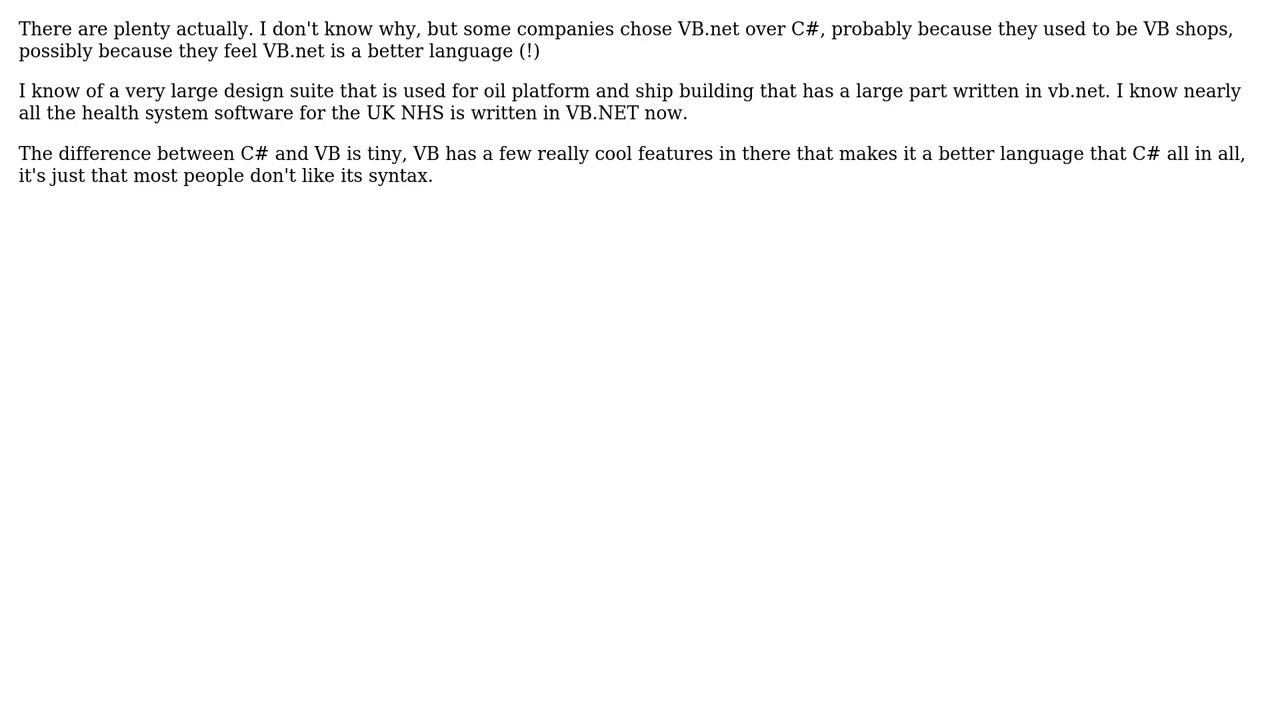 There are plenty actually. I don't know why, but some companies chose VB.net over C#, probably because they used to be VB shops,
possibly because they feel VB.net is a better language (!)
I know of a very large design suite that is used for oil platform and ship building that has a large part written in vb.net. I know nearly
all the health system software for the UK NHS is written in VB.NET now.
The difference between C# and VB is tiny, VB has a few really cool features in there that makes it a better language that C# all in all,
it's just that most people don't like its syntax.